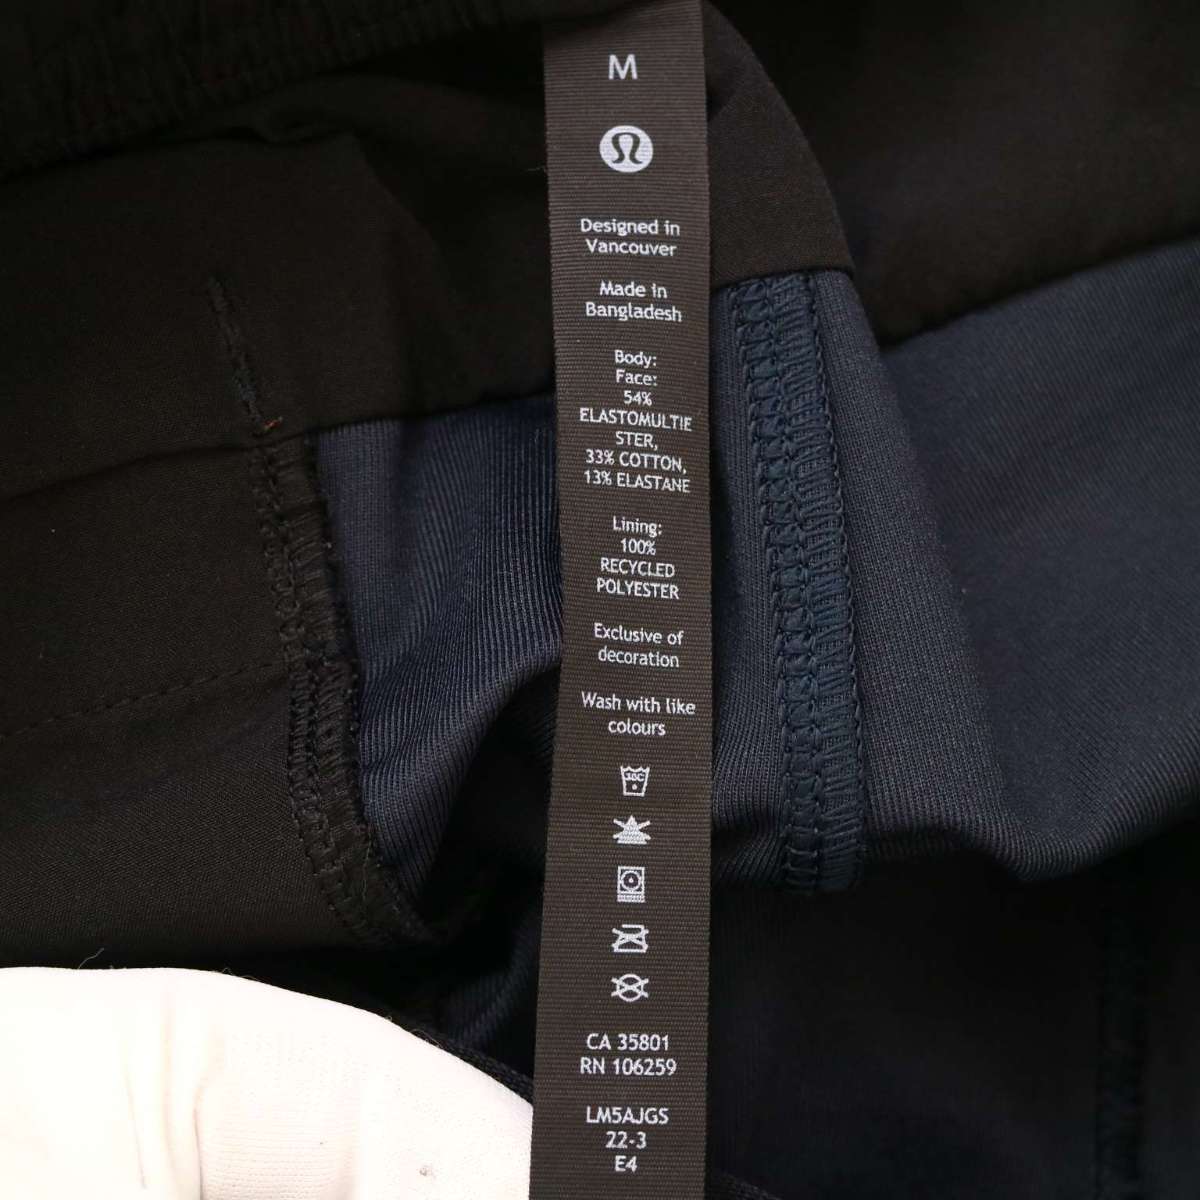 M
Designed in
Vancouver
Made in
Bangladesh
Body:
Face:
54%
ELASTOMULTIE
STER,
33% COTTON,
13% ELASTANE
Lining:
100%
RECYCLED
POLYESTER
Exclusive of
decoration
Wash with like
colours
30C
CA 35801
RN 106259
LM5AJGS
22-3
E4